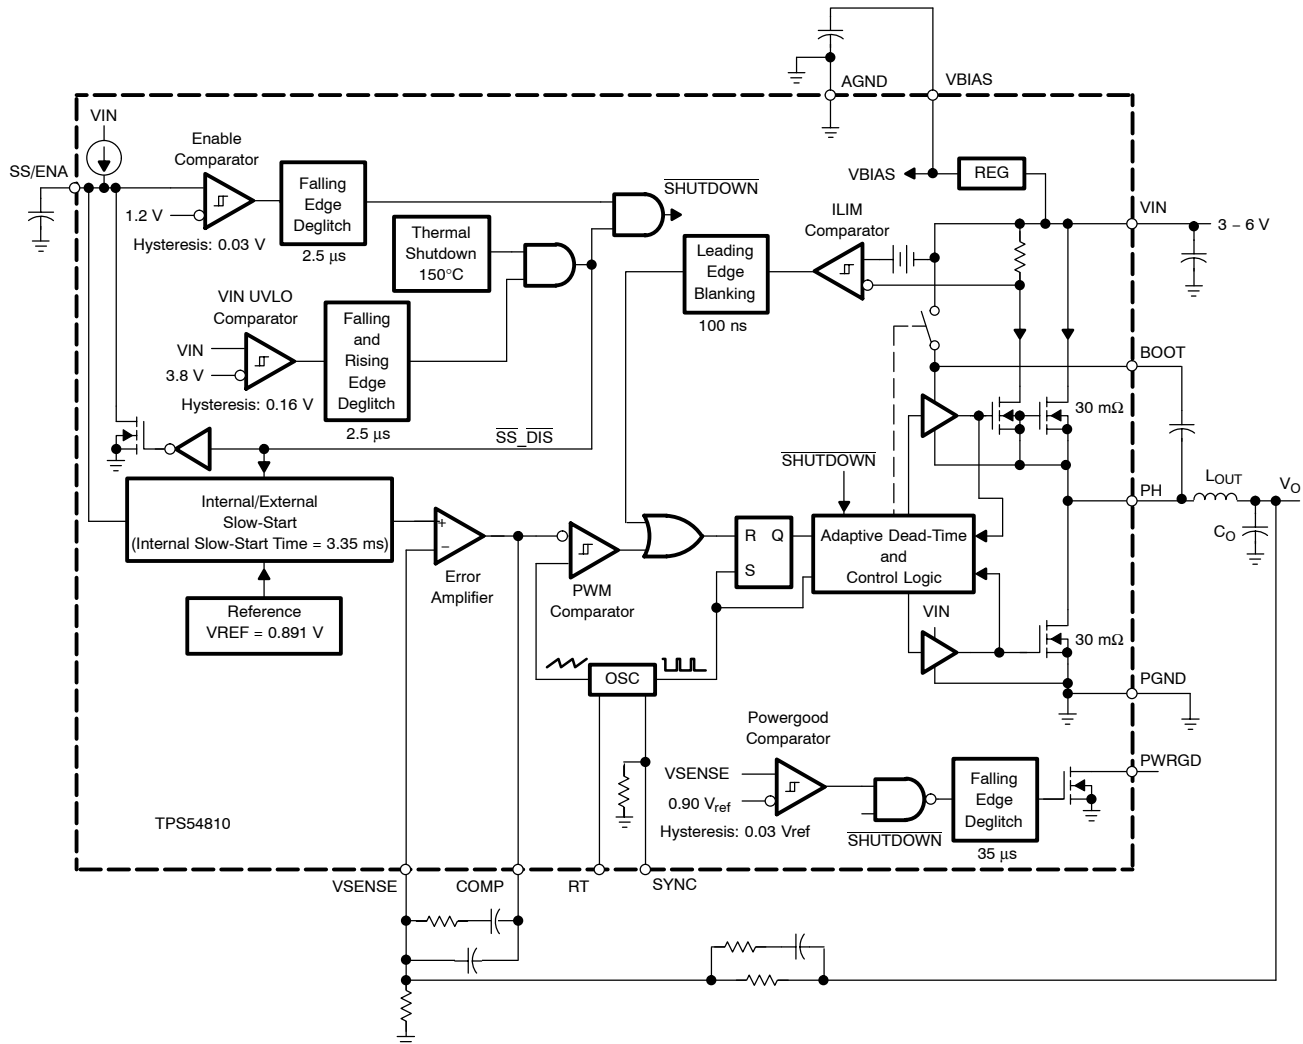 AGND
VBIAS
VIN
Enable
Comparator
SS/ENA
1.2 V
Hysteresis: 0.03 V
Falling
Edge
Deglitch
2.5 µs
SHUTDOWN
VBIAS
REG
Thermal
Shutdown
150°C
Leading
Edge
Blanking
100 ns
ILIM
Comparator
VIN
3 − 6 V
VIN UVLO
Comparator
VIN
3.8 V
Hysteresis: 0.16 V
Falling
and
Rising
Edge
Deglitch
2.5 µs
SS_DIS
BOOT
30 mΩ
SHUTDOWN
PH
LOUT
VO
CO
Internal/External
Slow-Start
(Internal Slow-Start Time = 3.35 ms)
+
−
Error
Amplifier
PWM
Comparator
R Q
S
Adaptive Dead-Time
and
Control Logic
Reference
VREF = 0.891 V
VIN
30 mΩ
OSC
PGND
Powergood
Comparator
VSENSE
0.90 Vref
Hysteresis: 0.03 Vref
SHUTDOWN
Falling
Edge
Deglitch
35 µs
PWRGD
TPS54810
VSENSE
COMP
RT
SYNC